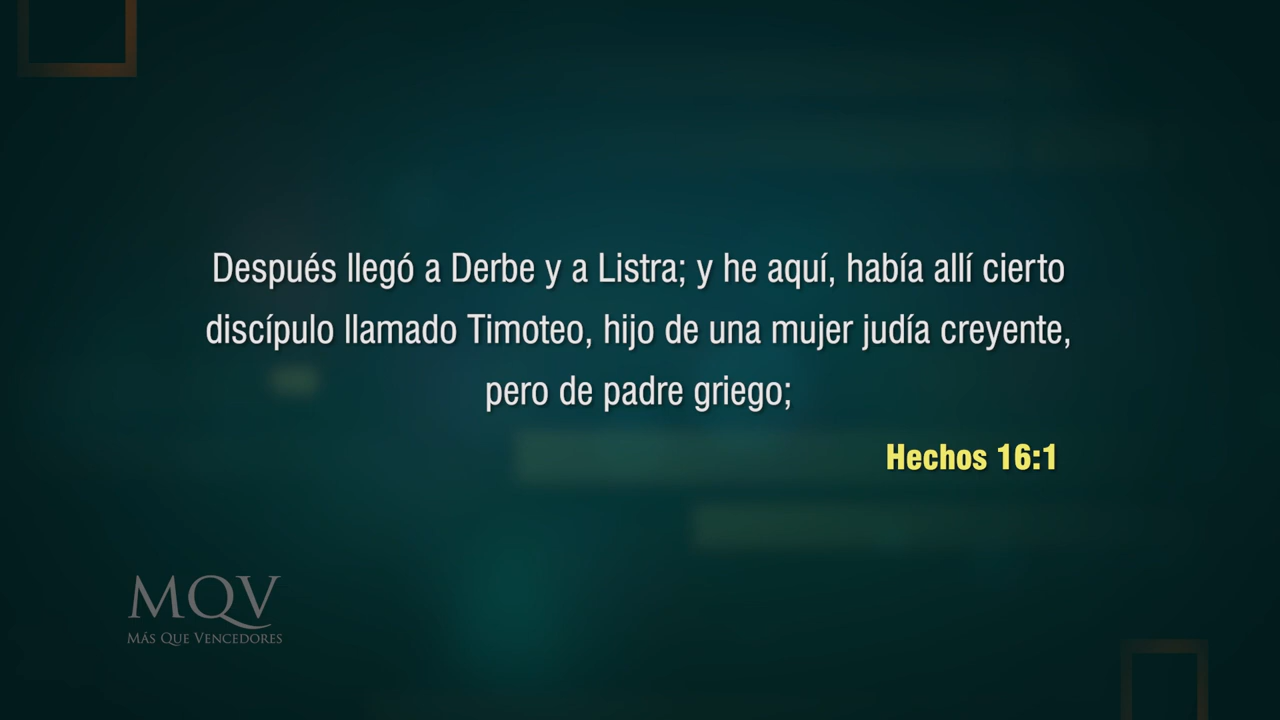 Después llegó a Derbe y a Listra; y he aquí, había allí cierto
discípulo llamado Timoteo, hijo de una mujer judía creyente,
pero de padre griego;
Hechos 16:1
MQV
MÁS QUE VENCEDORES